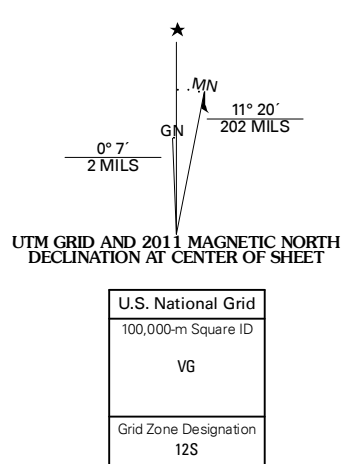 MN
GN
11° 20´
202 MILS
0° 7´
2 MILS
UTM GRID AND 2011 MAGNETIC NORTH
DECLINATION AT CENTER OF SHEET
U.S. National Grid
100,000-m Square ID
VG
Grid Zone Designation
12S